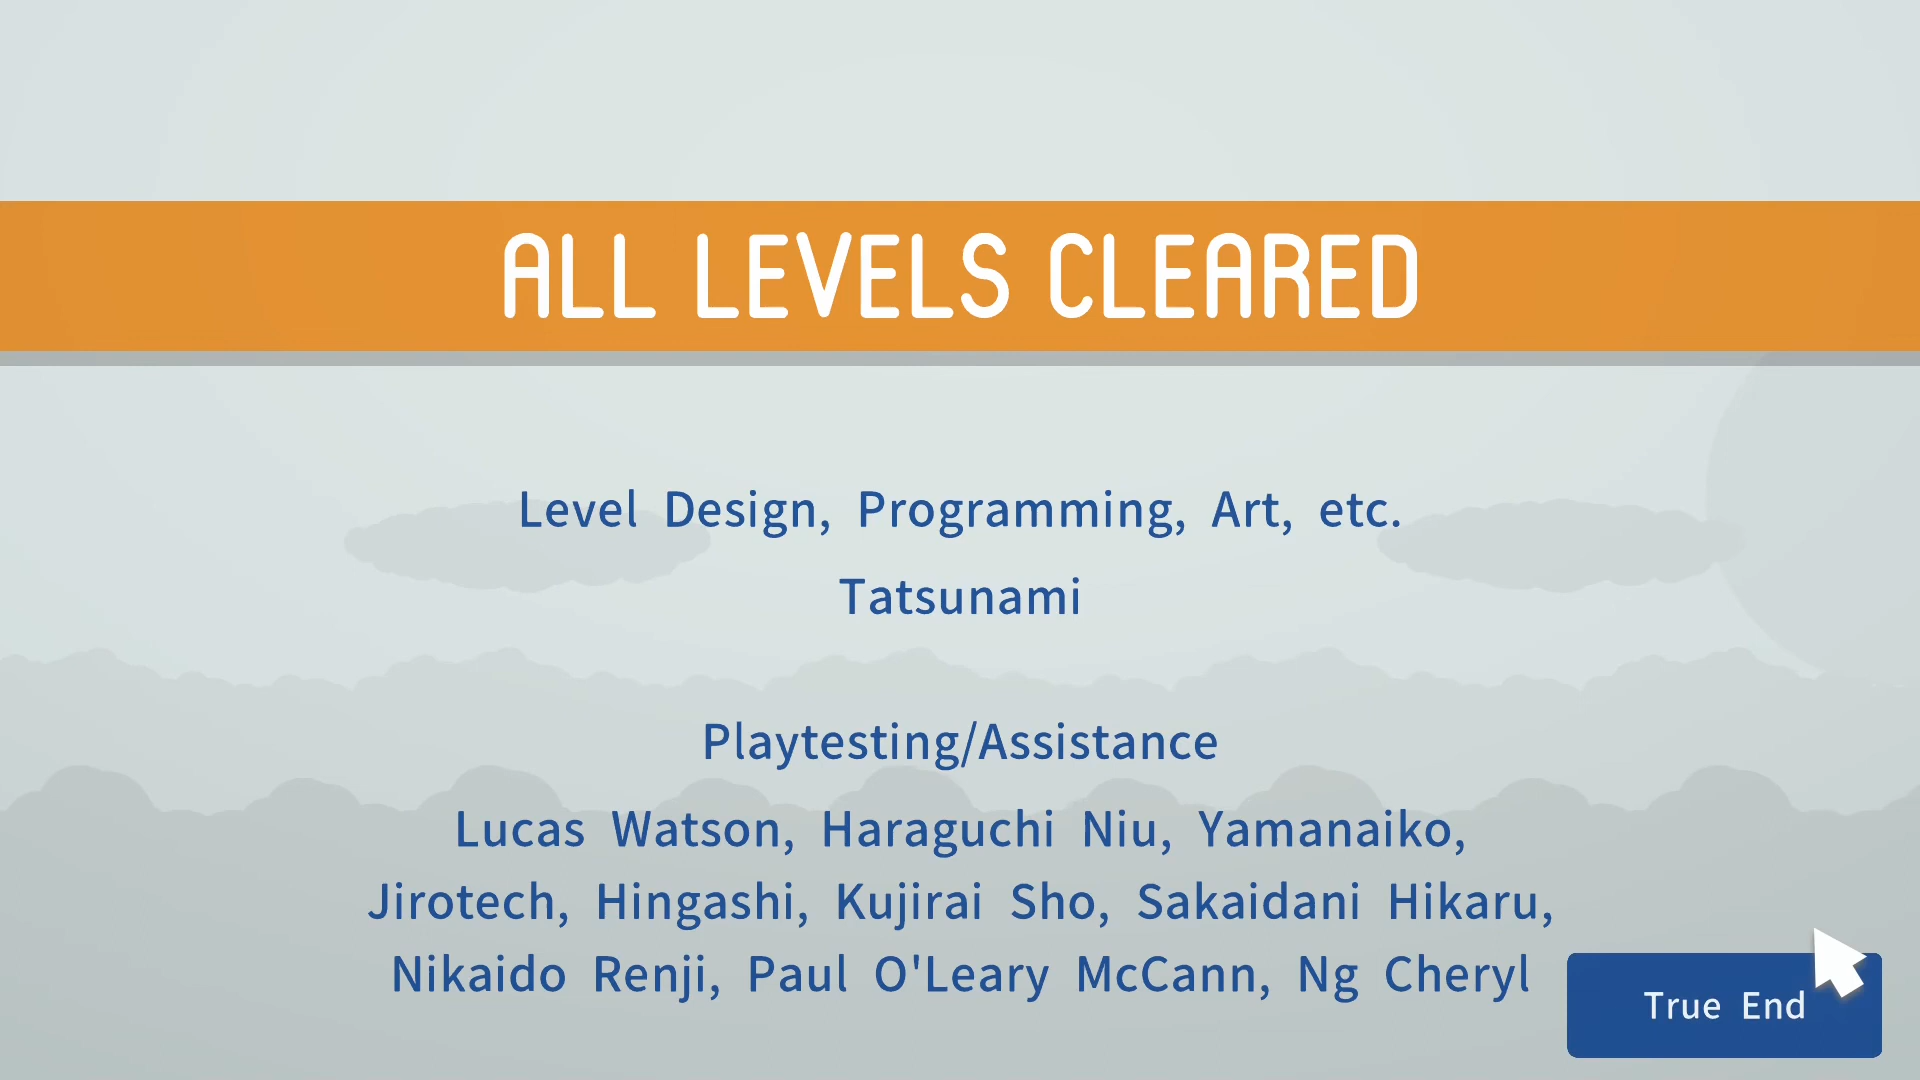 ALL LEVELS CLEARED
Level Design, Programming, Art, etc.
Tatsunami
Playtesting/Assistance
Lucas Watson, Haraguchi Niu, Yamanaiko,
Jirotech, Hingashi, Kujirai Sho, Sakaidani Hikaru,
Nikaido Renji, Paul O'Leary McCann, Ng Cheryl
True End